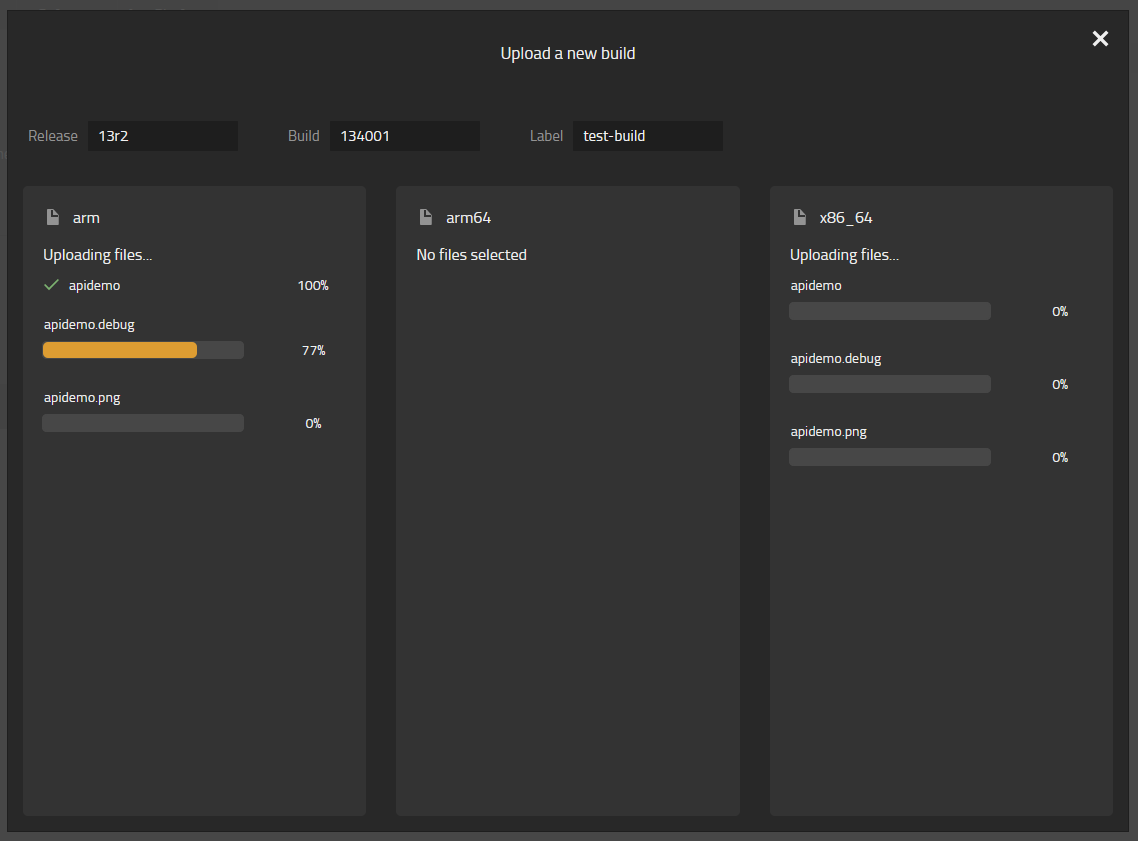 Upload a new build
Release 13r2 Build 134001 Label test-build
arm
Uploading files...
apidemo 100%
apidemo.debug
77%
apidemo.png
0%
arm64
No files selected
x86_64
Uploading files...
apidemo
0%
apidemo.debug
0%
apidemo.png
0%